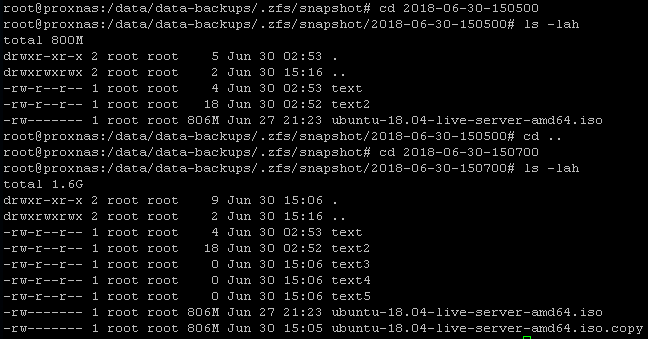 root@proxnas:/data/data-backups/.zfs/snapshot# cd 2018-06-30-150500
root@proxnas:/data/data-backups/.zfs/snapshot/2018-06-30-150500# ls -lah
total 800M
drwxr-xr-x 2 root root    5 Jun 30 02:53 .
drwxrwxrwx 2 root root    2 Jun 30 15:16 ..
-rw-r--r-- 1 root root    4 Jun 30 02:53 text
-rw-r--r-- 1 root root   18 Jun 30 02:52 text2
-rw------- 1 root root 806M Jun 27 21:23 ubuntu-18.04-live-server-amd64.iso
root@proxnas:/data/data-backups/.zfs/snapshot/2018-06-30-150500# cd ..
root@proxnas:/data/data-backups/.zfs/snapshot# cd 2018-06-30-150700
root@proxnas:/data/data-backups/.zfs/snapshot/2018-06-30-150700# ls -lah
total 1.6G
drwxr-xr-x 2 root root    9 Jun 30 15:06 .
drwxrwxrwx 2 root root    2 Jun 30 15:16 ..
-rw-r--r-- 1 root root    4 Jun 30 02:53 text
-rw-r--r-- 1 root root   18 Jun 30 02:52 text2
-rw-r--r-- 1 root root    0 Jun 30 15:06 text3
-rw-r--r-- 1 root root    0 Jun 30 15:06 text4
-rw-r--r-- 1 root root    0 Jun 30 15:06 text5
-rw------- 1 root root 806M Jun 27 21:23 ubuntu-18.04-live-server-amd64.iso
-rw------- 1 root root 806M Jun 30 15:05 ubuntu-18.04-live-server-amd64.iso.copy